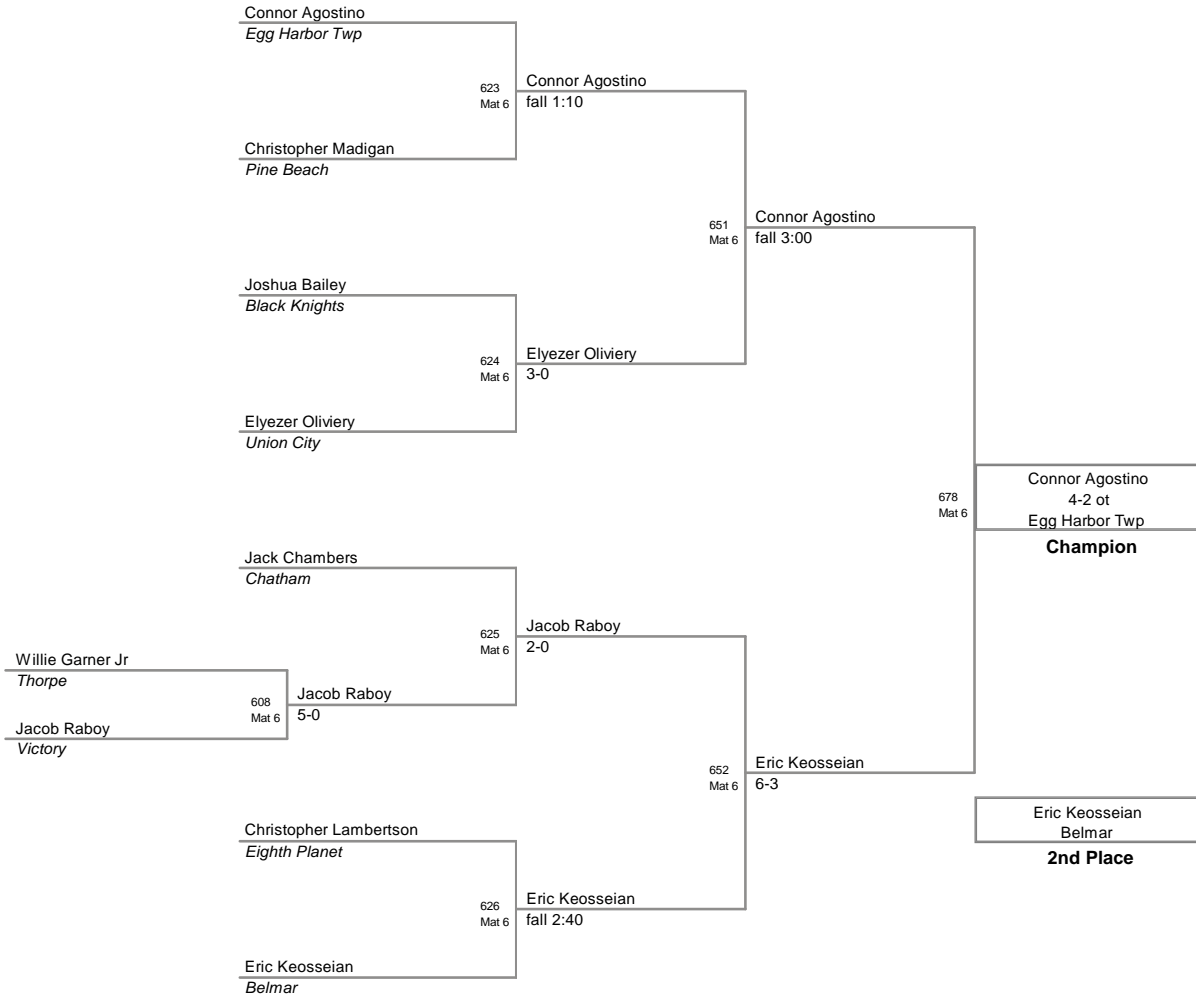 Connor Agostino
Egg Harbor Twp
623
Mat 6
Connor Agostino
fall 1:10
Christopher Madigan
Pine Beach
651
Mat 6
Connor Agostino
fall 3:00
Joshua Bailey
Black Knights
624
Mat 6
Elyezer Oliviery
3-0
Elyezer Oliviery
Union City
678
Mat 6
Connor Agostino
4-2 ot
Egg Harbor Twp
Champion
Jack Chambers
Chatham
625
Mat 6
Jacob Raboy
2-0
Willie Garner Jr
Thorpe
608
Mat 6
Jacob Raboy
5-0
Jacob Raboy
Victory
652
Mat 6
Eric Keosseian
6-3
Eric Keosseian
Belmar
2nd Place
Christopher Lambertson
Eighth Planet
626
Mat 6
Eric Keosseian
fall 2:40
Eric Keosseian
Belmar